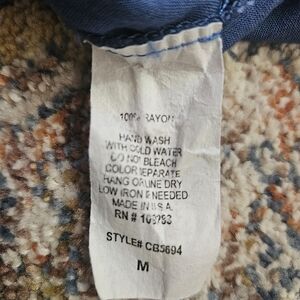 100% RAYON
HAND WASH
WITH COLD WATER
DO NOT BLEACH
COLOR SEPARATE
HANG OR LINE DRY
LOW IRON IF NEEDED
MADE IN U.S.A.
RN #
STYLE# CB5694
M